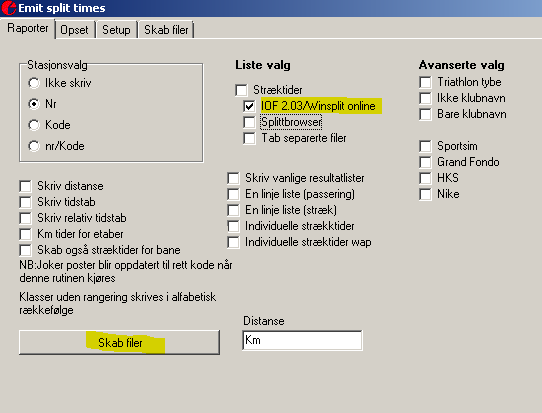 Emit split times
Rapporter
Opset
Setup
Skab filer
Stasjonsvalg
Ikke skriv
Nr
Kode
nr/Kode
Skriv distanse
Skriv tidstab
Skriv relativ tidstab
Km tider for etaber
Skab også stræktider for bane
NB:Joker poster blir oppdatert til rett kode når
denne rutinen kjøres
Klasser uden rangering skrives i alfabetisk
rækkefølge
Skab filer
Liste valg
Stræktider
IOF 2.03/Winsplit online
Splittbrowser
Tab separerte filer
Skriv vanlige resultatlister
En linje liste (passering)
En linje liste (stræk)
Individuelle strækktider
Individuelle stræktider wap
Distanse
Km
Avanserte valg
Triathlon tybe
Ikke klubnavn
Bare klubnavn
Sportsim
Grand Fondo
HKS
Nike